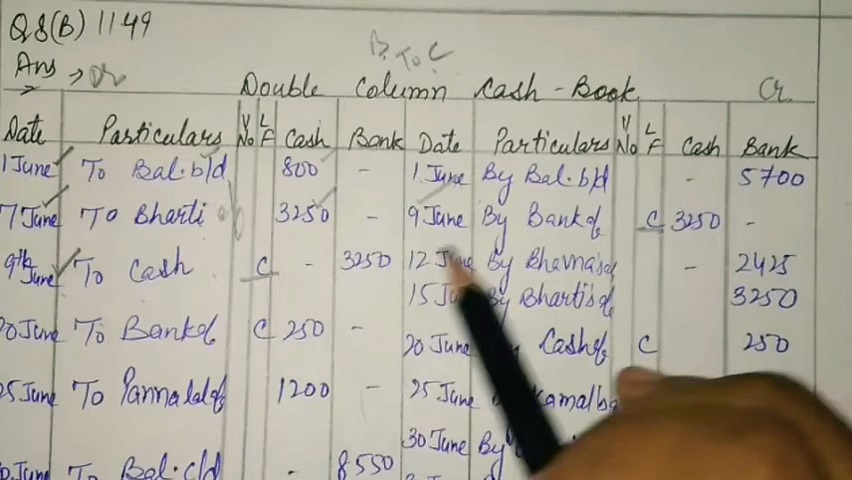 Q8(B) 1149
B To C
Ans → Dr
Double Column Cash - Book Cr
Date Particulars V No L F Cash Bank Date Particulars V No L F Cash Bank
1 June To Bal. b/d 800 - 1 June By Bal. b/d - 5700
7 June To Bharti 3250 - 9 June By Bank C 3250 -
9th June To Cash C - 3250 12 June By - 2425
15 By Bharti's 3250
20 June To Bank C 250 - 20 June Cash C 250
25 June To Pannalal 1200 - 25 June
30 June By
June To Bal. c/d - 8550